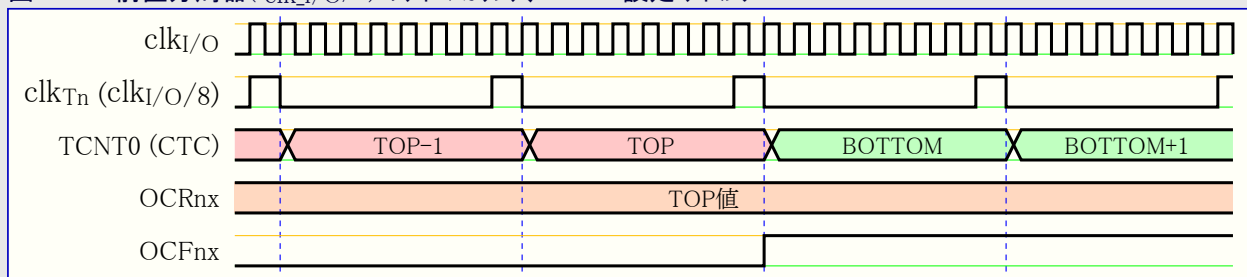 clkI/O
clkTn (clkI/O/8)
TCNT0 (CTC) TOP-1 TOP BOTTOM BOTTOM+1
OCRnx TOP値
OCFnx